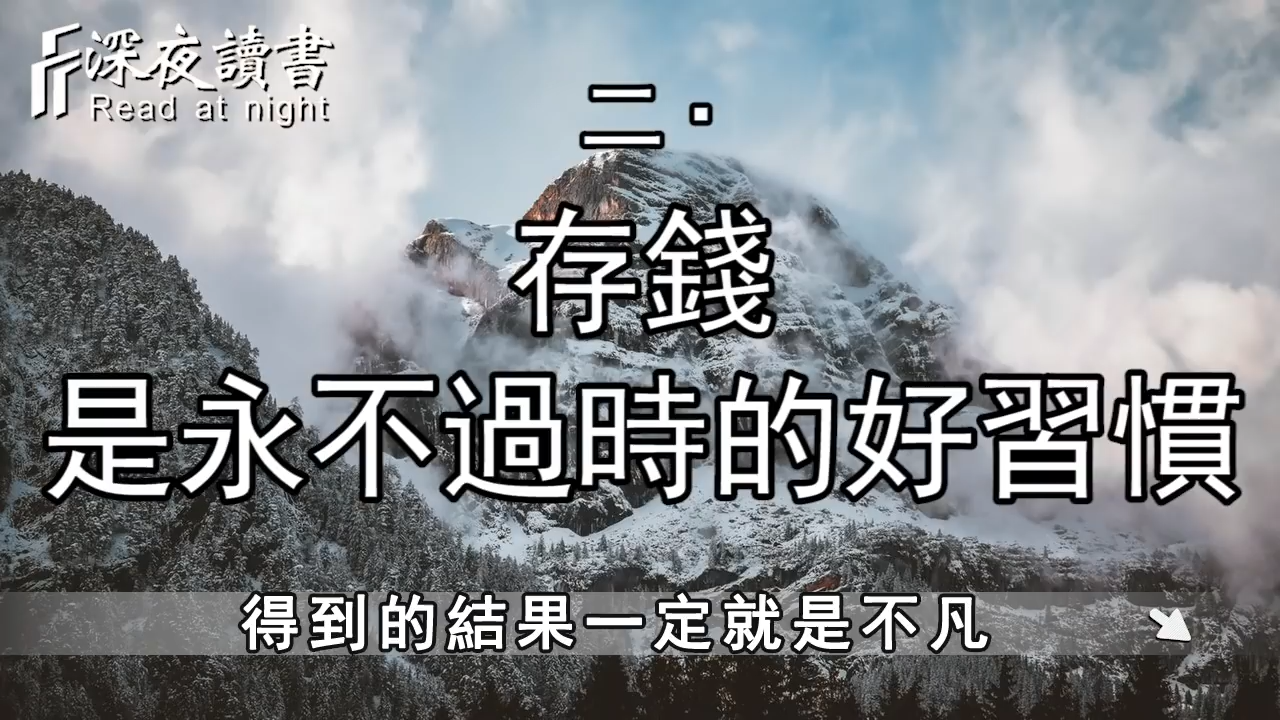 深夜讀書
Read at night
二·
存錢
是永不過時的好習慣
得到的結果一定就是不凡